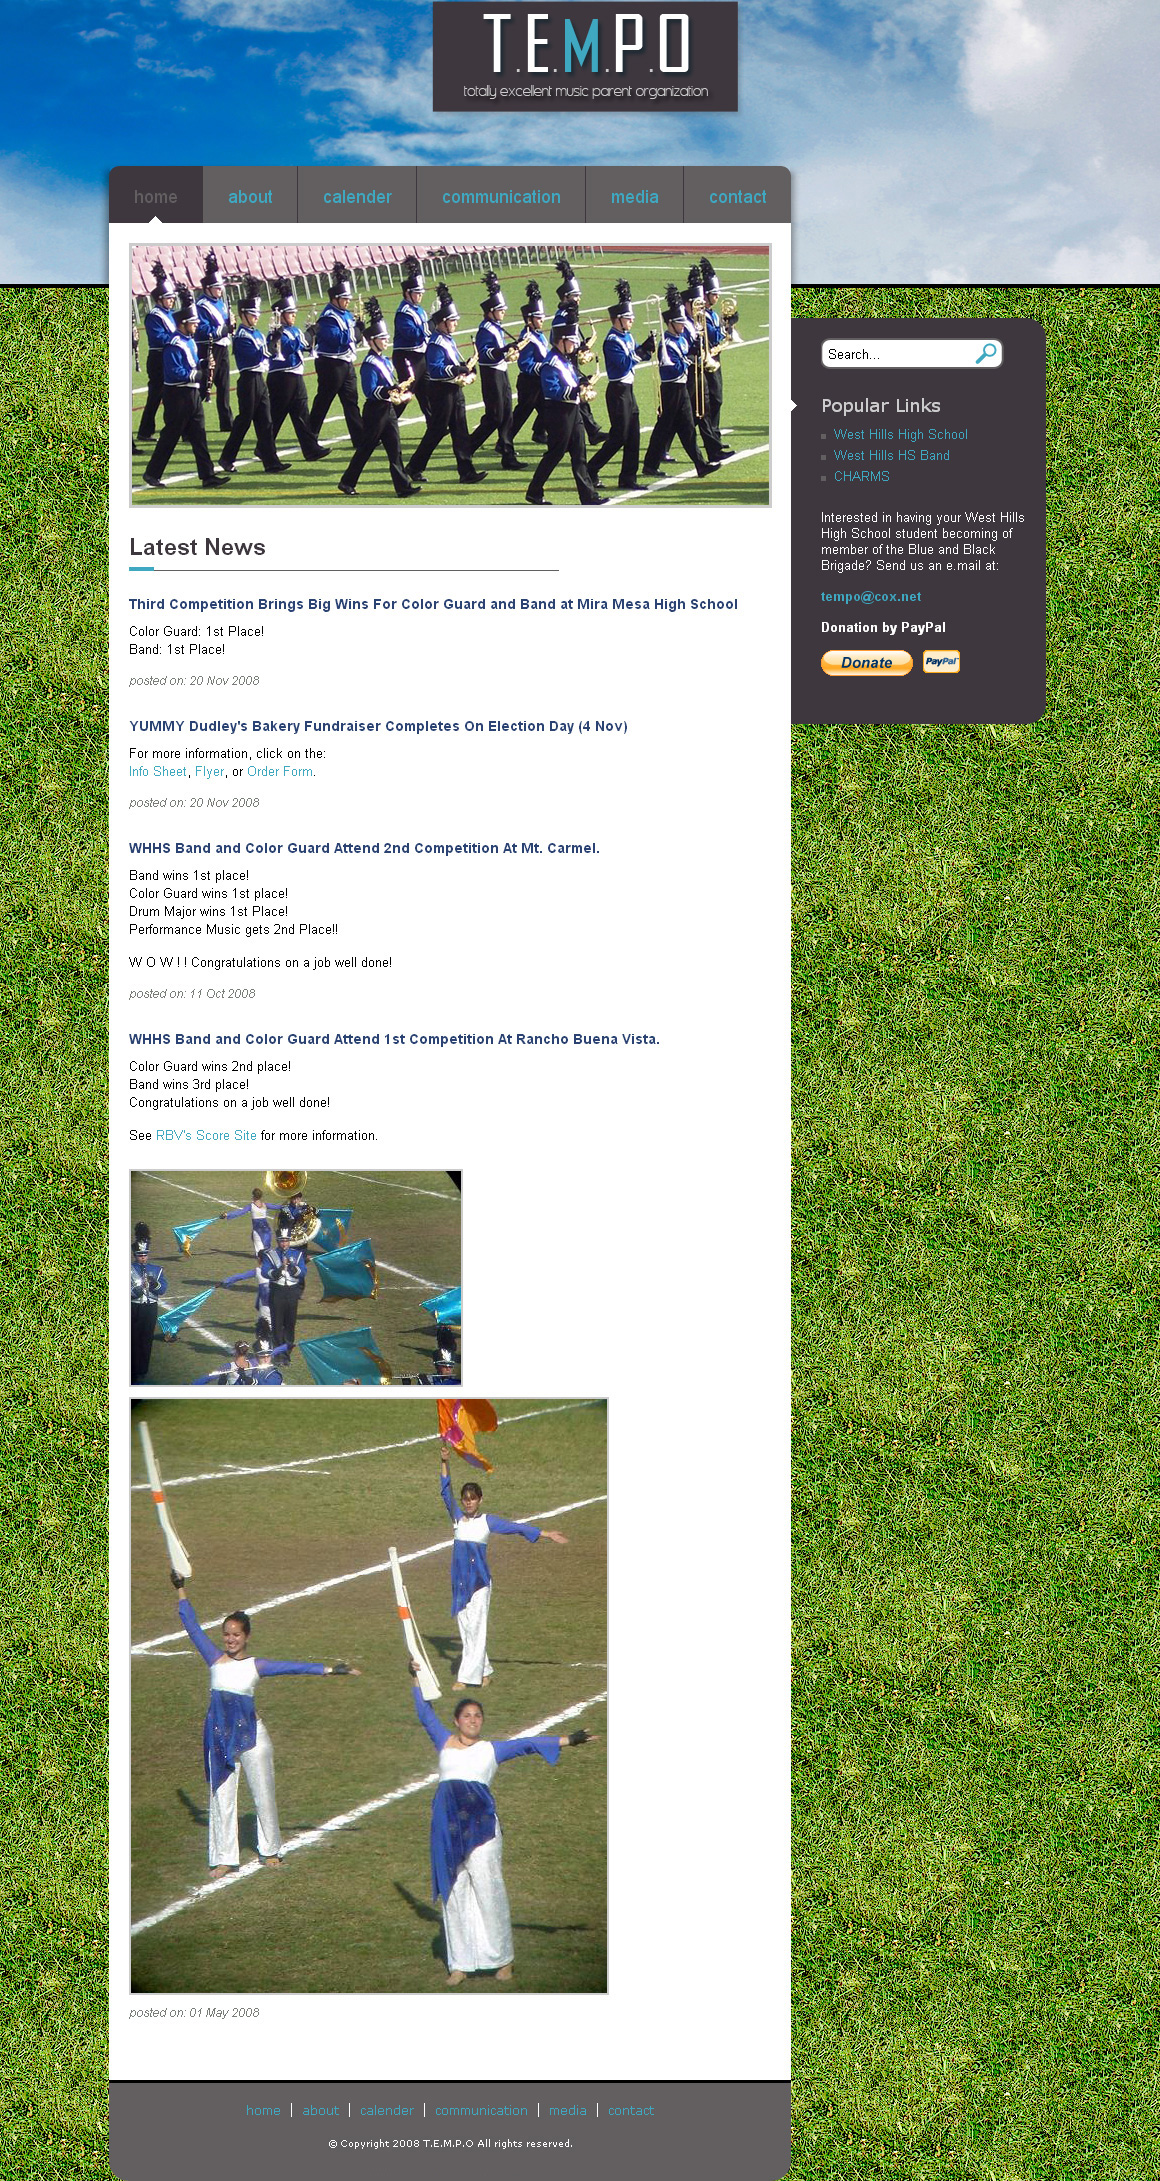 T.E.M.P.O
totally excellent music parent organization
home about calender communication media contact
Search...
Popular Links
West Hills High School
West Hills HS Band
CHARMS
Interested in having your West Hills
High School student becoming of
member of the Blue and Black
Brigade? Send us an e.mail at:
tempo@cox.net
Donation by PayPal
Donate PayPal
Latest News
Third Competition Brings Big Wins For Color Guard and Band at Mira Mesa High School
Color Guard: 1st Place!
Band: 1st Place!
posted on: 20 Nov 2008
YUMMY Dudley's Bakery Fundraiser Completes On Election Day (4 Nov)
For more information, click on the:
Info Sheet, Flyer, or Order Form.
posted on: 20 Nov 2008
WHHS Band and Color Guard Attend 2nd Competition At Mt. Carmel.
Band wins 1st place!
Color Guard wins 1st place!
Drum Major wins 1st Place!
Performance Music gets 2nd Place!!
W O W ! ! Congratulations on a job well done!
posted on: 11 Oct 2008
WHHS Band and Color Guard Attend 1st Competition At Rancho Buena Vista.
Color Guard wins 2nd place!
Band wins 3rd place!
Congratulations on a job well done!
See RBV's Score Site for more information.
posted on: 01 May 2008
home | about | calender | communication | media | contact
© Copyright 2008 T.E.M.P.O All rights reserved.